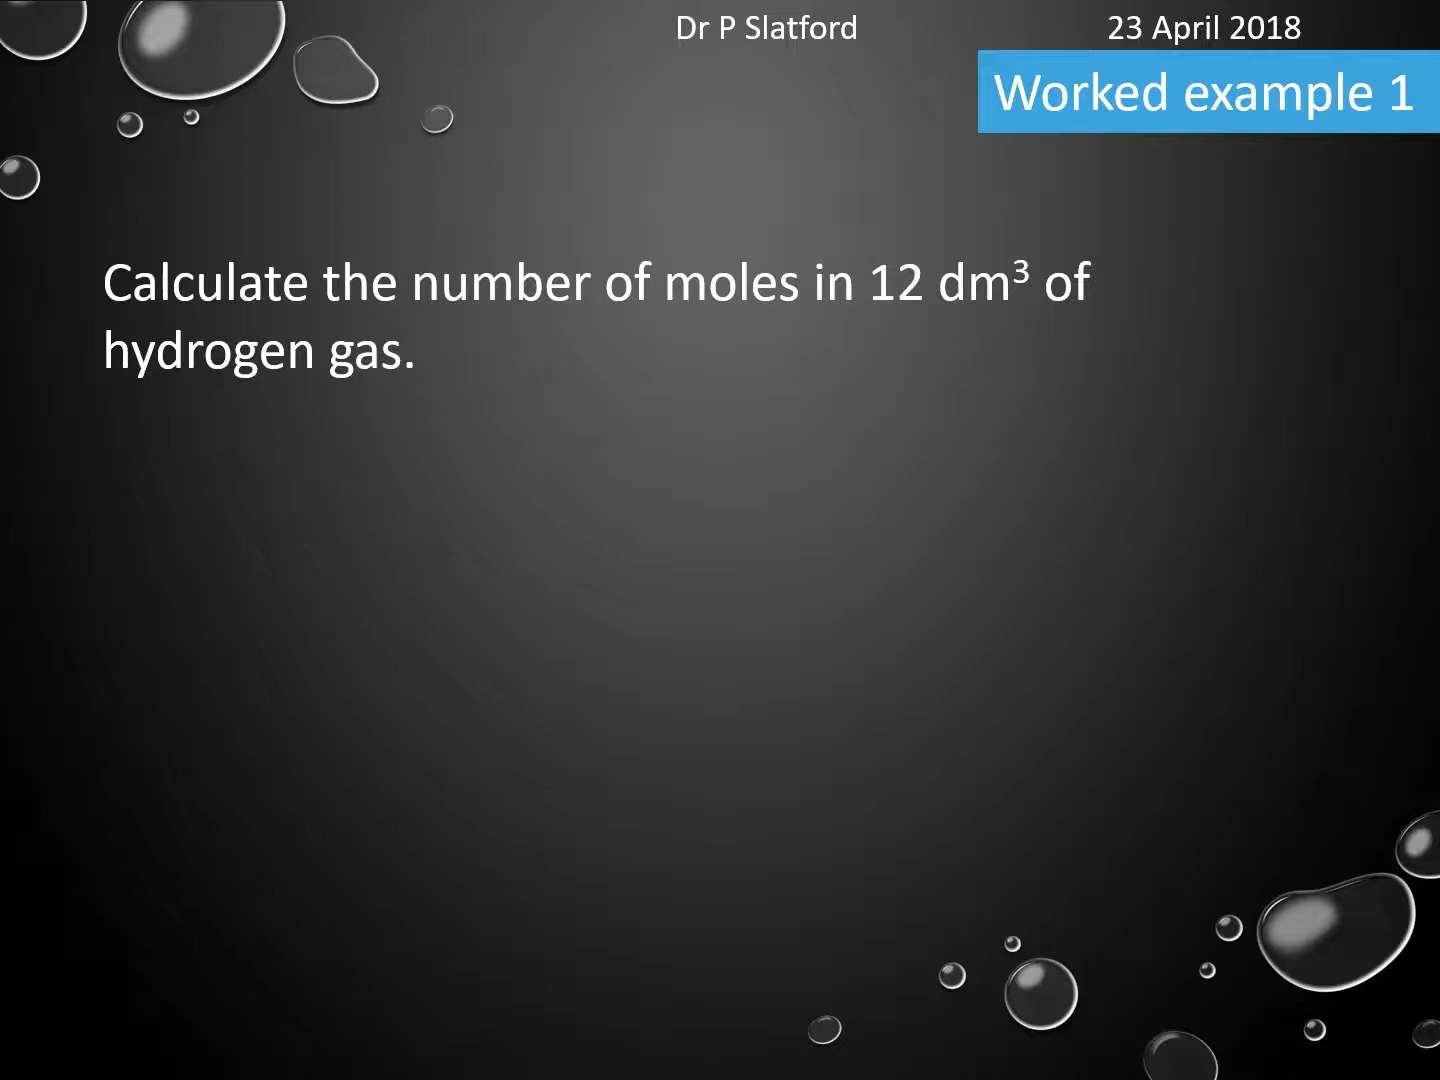 Dr P Slatford
23 April 2018
Worked example 1
Calculate the number of moles in 12 dm³ of
hydrogen gas.